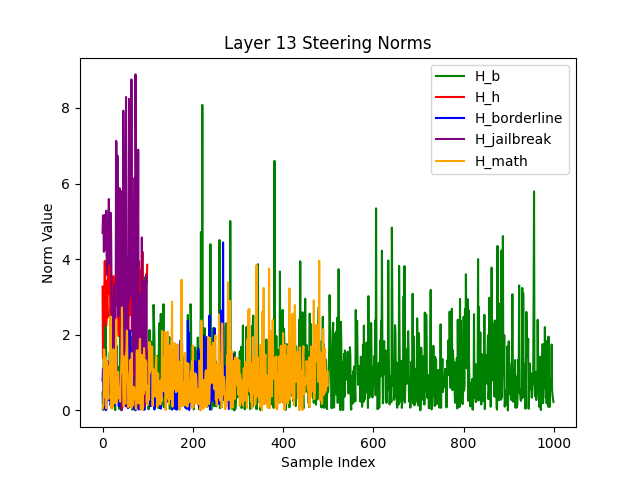 Layer 13 Steering Norms
H_b
H_h
H_borderline
H_jailbreak
H_math
Norm Value
8
6
4
2
0
0 200 400 600 800 1000
Sample Index